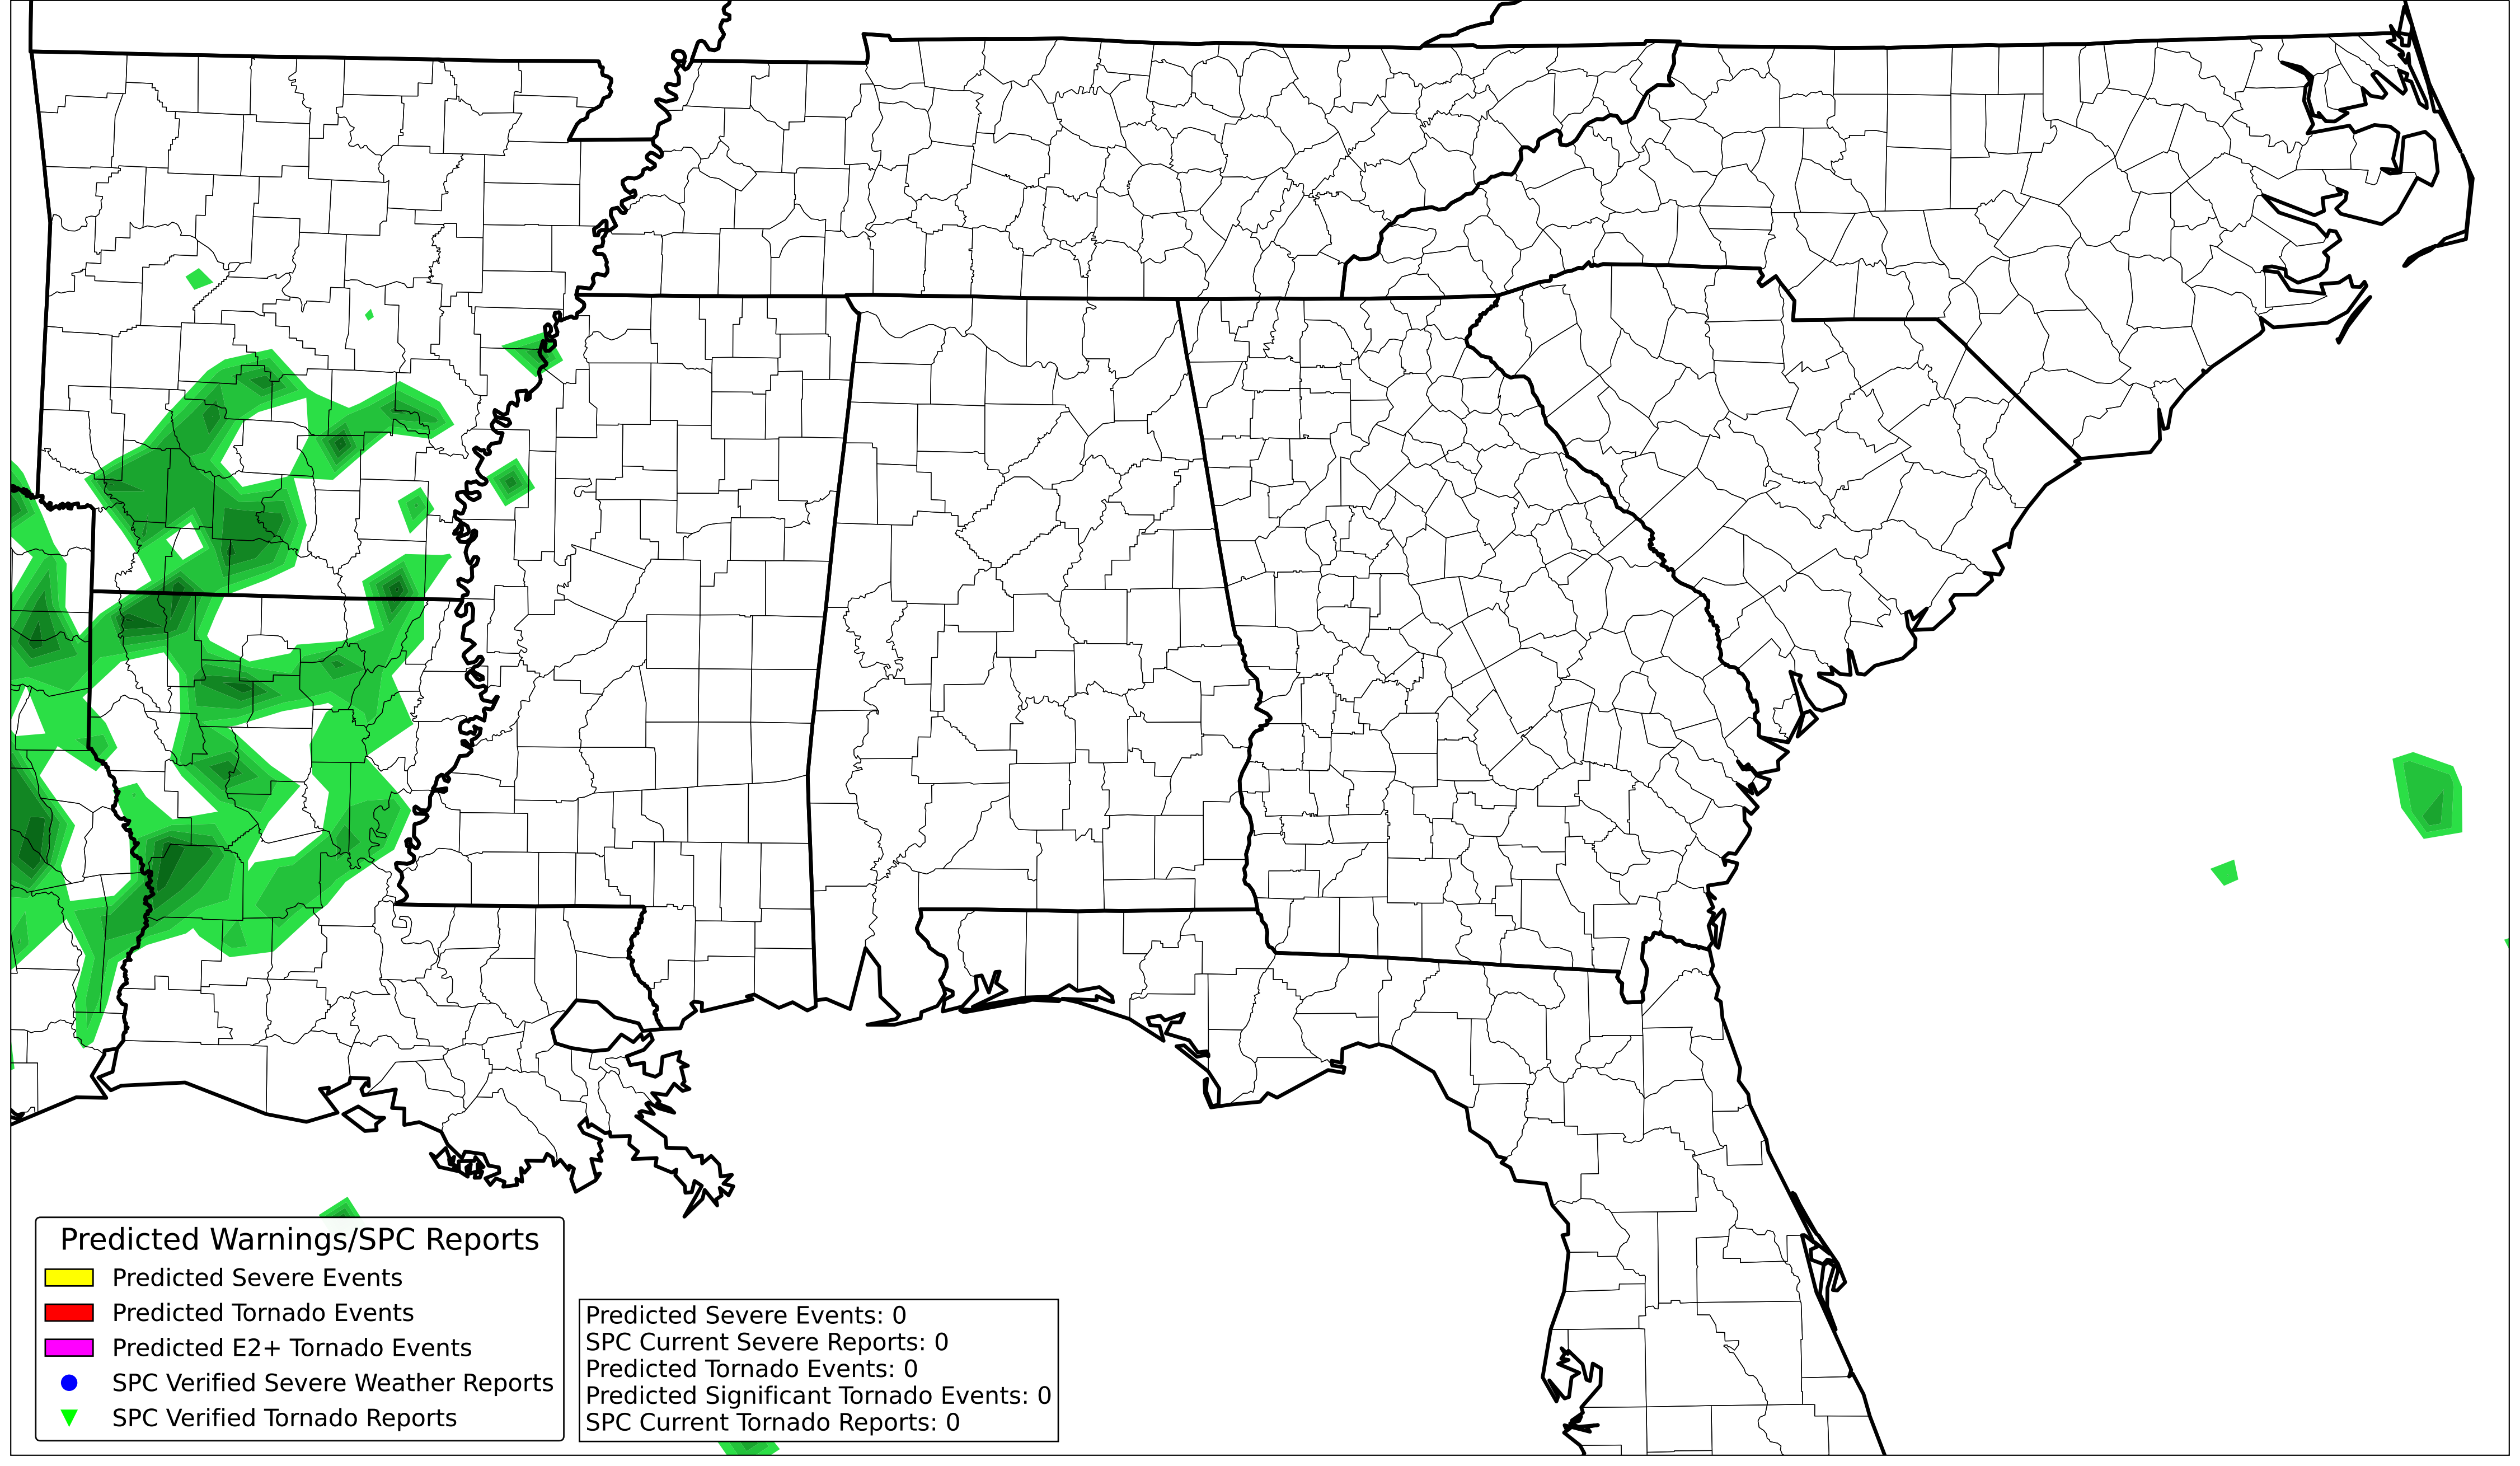 Predicted Warnings/SPC Reports
Predicted Severe Events
Predicted Tornado Events
Predicted E2+ Tornado Events
SPC Verified Severe Weather Reports
SPC Verified Tornado Reports
Predicted Severe Events: 0
SPC Current Severe Reports: 0
Predicted Tornado Events: 0
Predicted Significant Tornado Events: 0
SPC Current Tornado Reports: 0